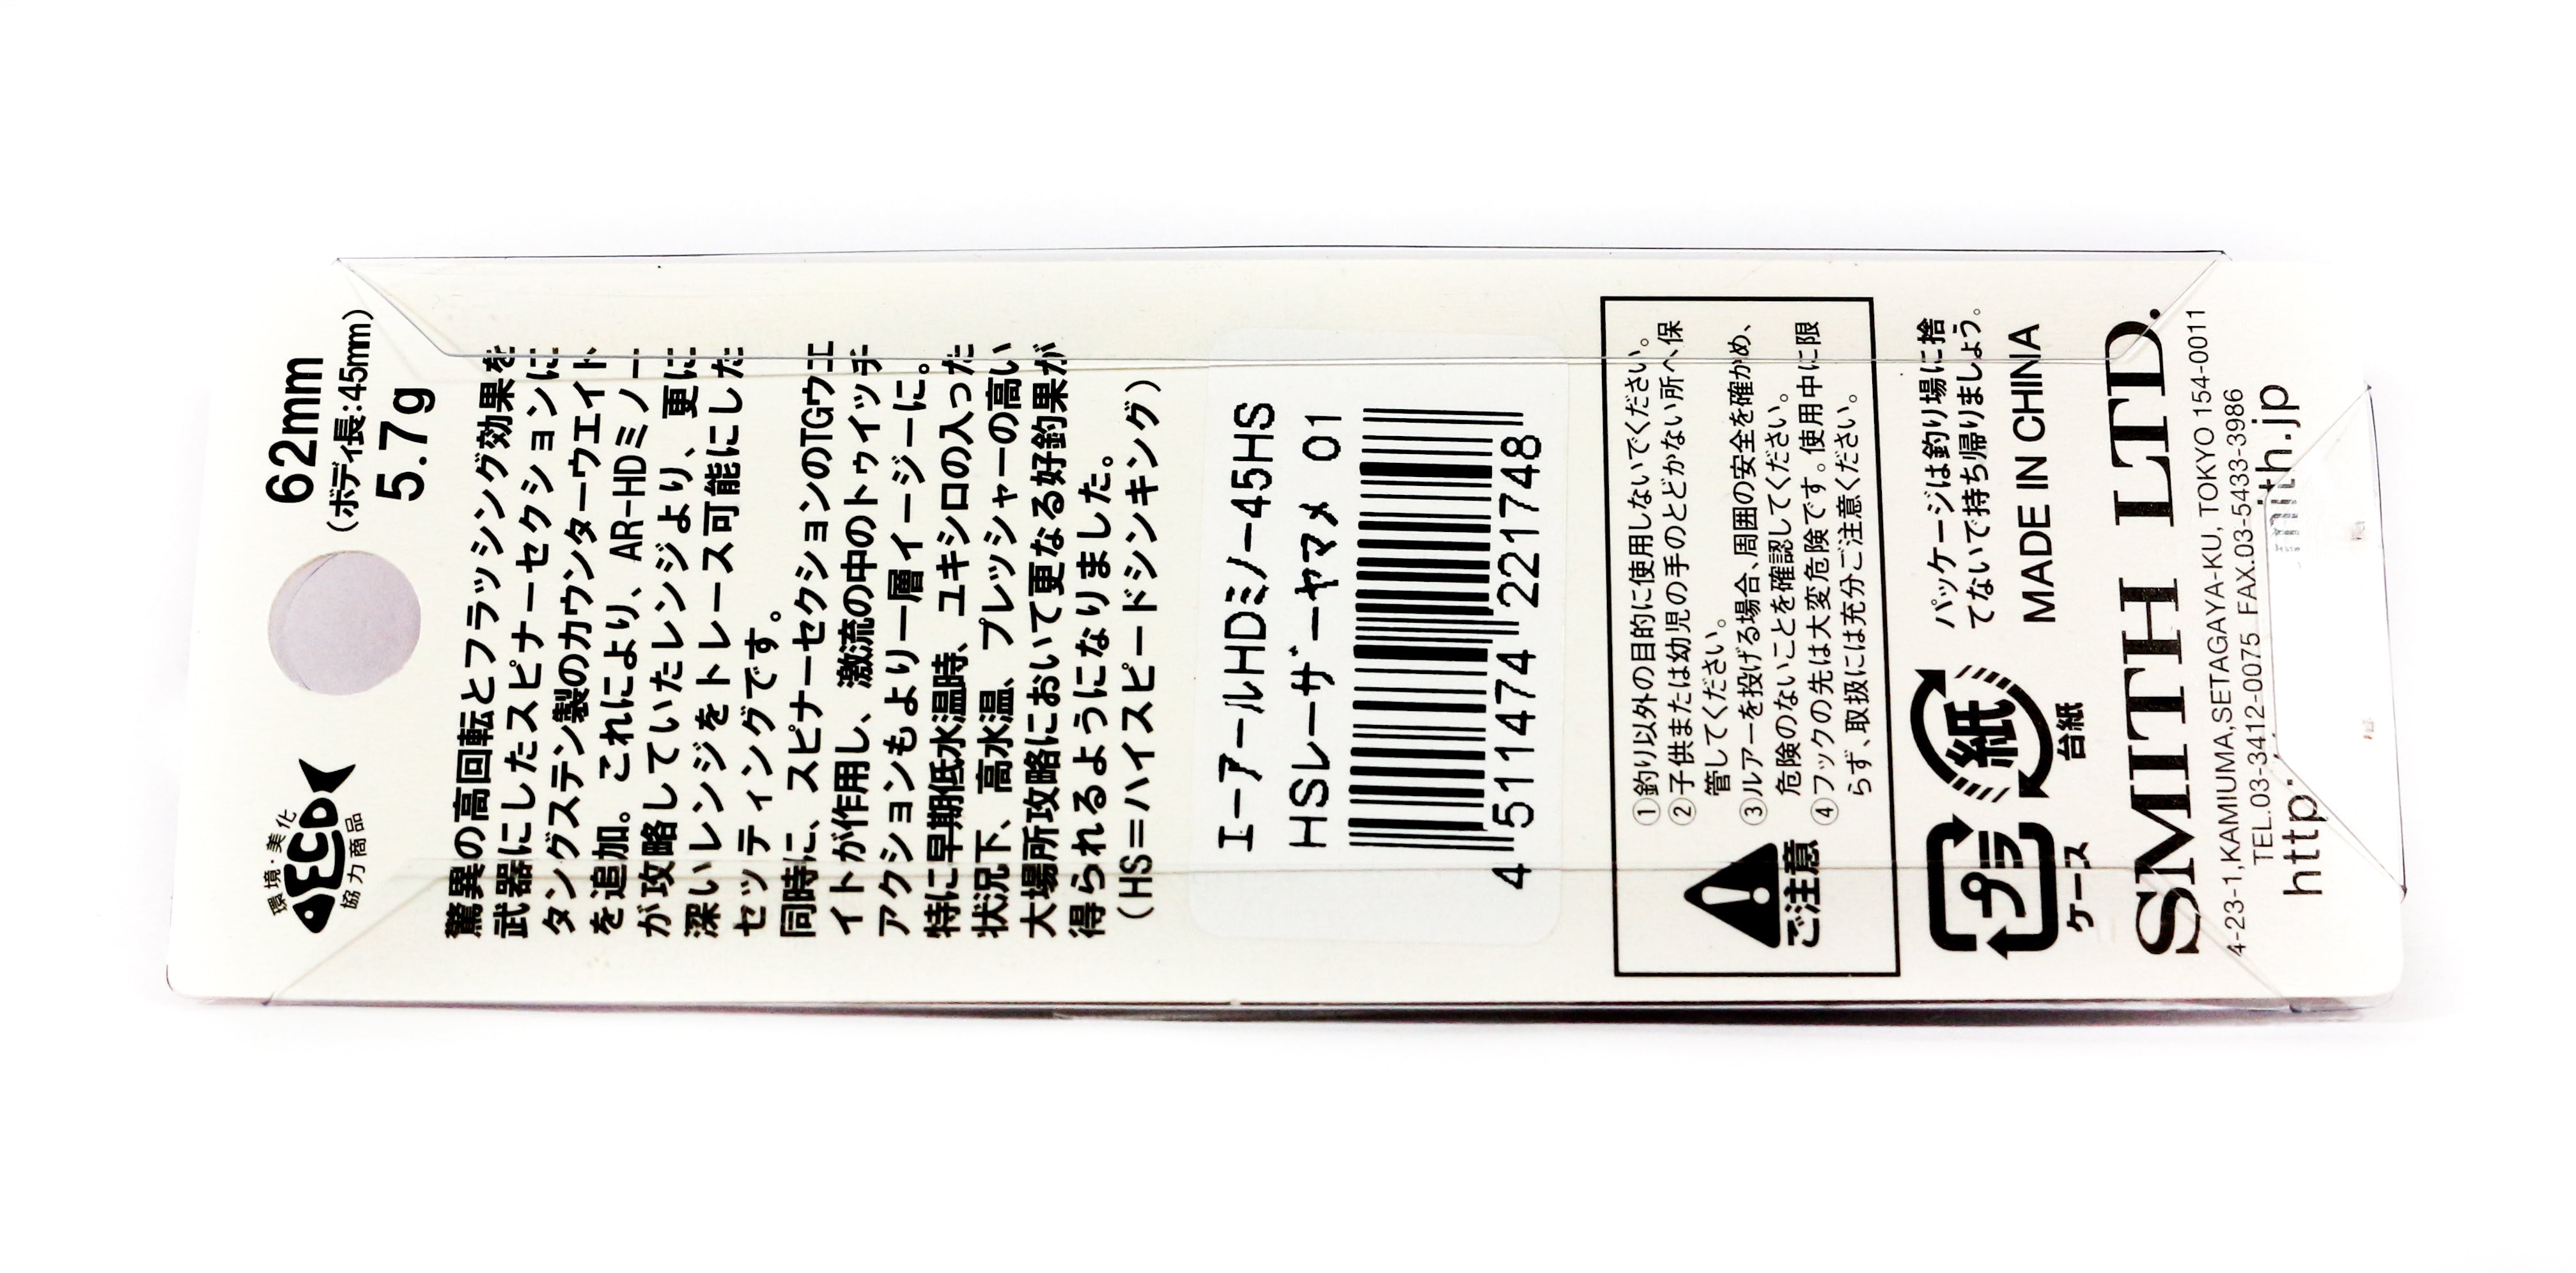 環境・美化
ECO
協力商品
62mm
(ボディ長:45mm)
5.7g
驚異の高回転とフラッシング効果を
武器にしたスピナーセクションに
タングステン製のカウンターウエイト
を追加。これにより、AR-HDミノー
が攻略していたレンジより、更に
深いレンジをトレース可能にした
セッティングです。
同時に、スピナーセクションのTGウエ
イトが作用し、激流の中のトゥイッチ
アクションもより一層イージーに。
特に早期低水温時、ユキシロの入った
状況下、高水温、プレッシャーの高い
大場所攻略において更なる好釣果が
得られるようになりました。
(HS=ハイスピードシンキング)
エーアールHDミノー45HS
HSレーザーヤマメ 01
4 511474 221748
ご注意
①釣り以外の目的に使用しないでください。
②子供または幼児の手のとどかない所へ保
管してください。
③ルアーを投げる場合、周囲の安全を確かめ、
危険のないことを確認してください。
④フックの先は大変危険です。使用中に限
らず、取扱には充分ご注意ください。
プラ
ケース
紙
台紙
パッケージは釣り場に捨
てないで持ち帰りましょう。
MADE IN CHINA
SMITH LTD.
4-23-1,KAMIUMA,SETAGAYA-KU, TOKYO 154-0011
TEL.03-3412-0075 FAX.03-5433-3986